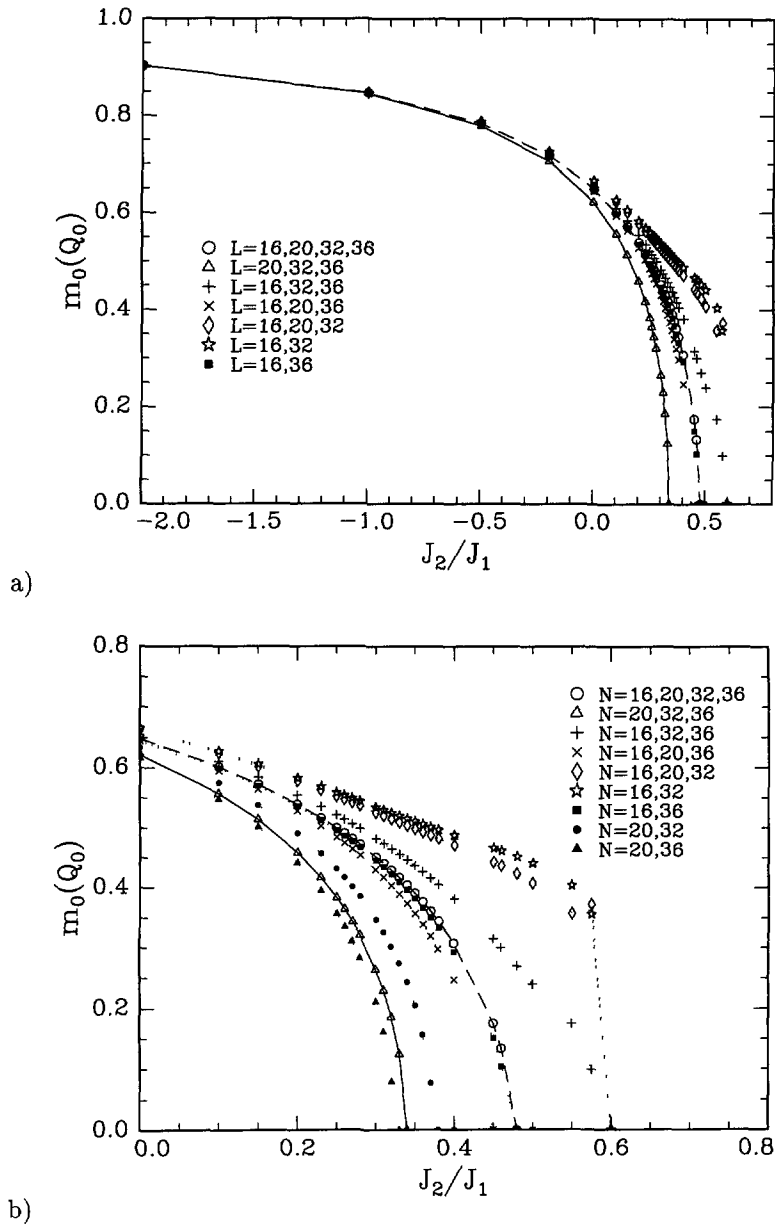 1.0
0.8
0.6
0.4
0.2
0.0
m₀(Q₀)
○ L=16,20,32,36
△ L=20,32,36
+ L=16,32,36
× L=16,20,36
◇ L=16,20,32
☆ L=16,32
■ L=16,36
-2.0 -1.5 -1.0 -0.5 0.0 0.5
J₂/J₁
a)
0.8
0.6
0.4
0.2
0.0
m₀(Q₀)
○ N=16,20,32,36
△ N=20,32,36
+ N=16,32,36
× N=16,20,36
◇ N=16,20,32
☆ N=16,32
■ N=16,36
● N=20,32
▲ N=20,36
0.0 0.2 0.4 0.6 0.8
J₂/J₁
b)